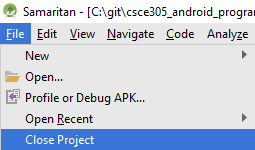 Samaritan - [C:\git\csce305_android_progra
File Edit View Navigate Code Analyze
New
Open...
Profile or Debug APK...
Open Recent
Close Project